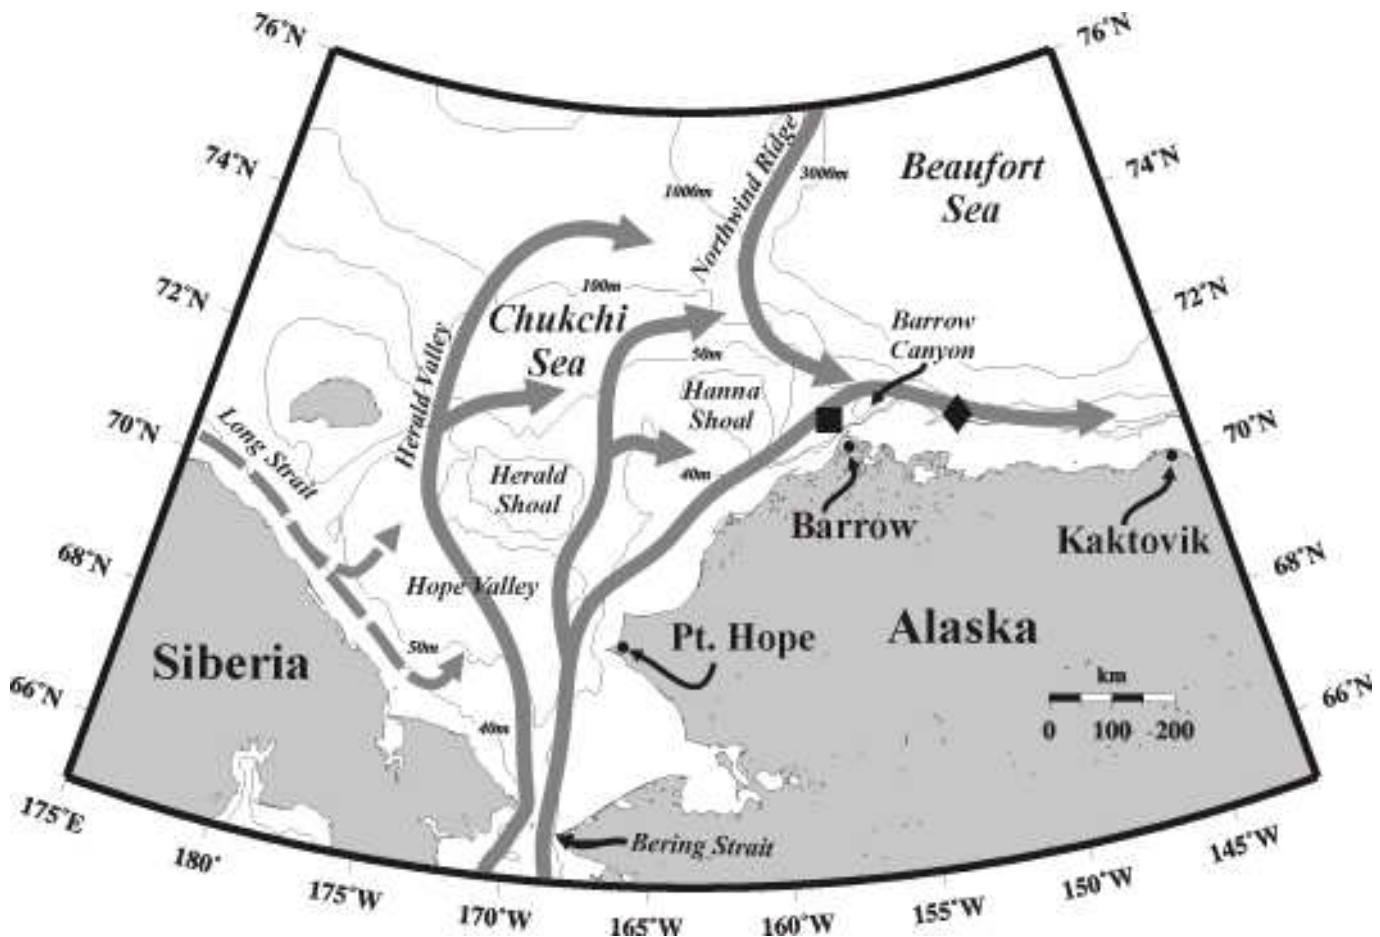 76°N
76°N
74°N
74°N
Northwind Ridge
1000m
3000m
Beaufort
Sea
72°N
72°N
100m
Chukchi
Sea
Herald Valley
50m
Barrow
Canyon
Hanna
Shoal
70°N
70°N
Long Strait
Herald
Shoal
40m
Barrow
Kaktovik
68°N
68°N
Hope Valley
Siberia
50m
Pt. Hope
Alaska
66°N
66°N
40m
km
0 100 200
Bering Strait
175°E
180°
175°W
170°W
165°W
160°W
155°W
150°W
145°W